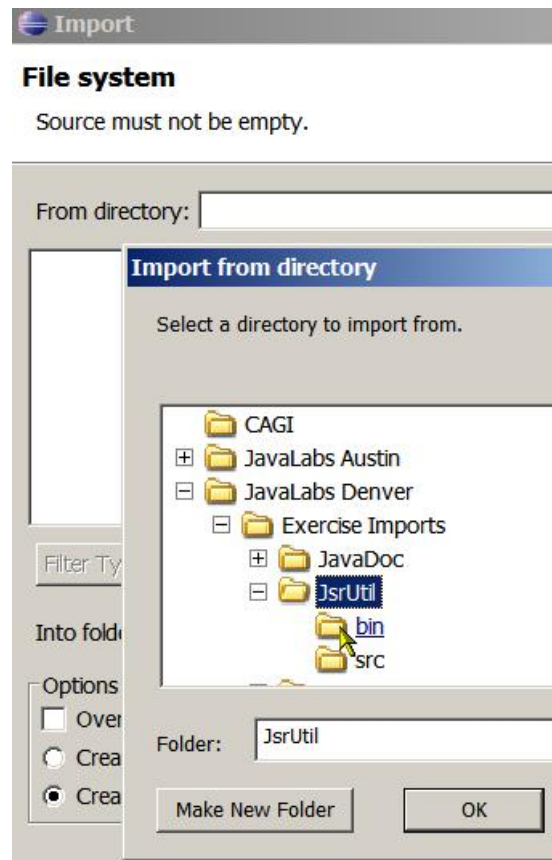 Import
File system
Source must not be empty.
From directory:
Import from directory
Select a directory to import from.
CAGI
JavaLabs Austin
JavaLabs Denver
Exercise Imports
JavaDoc
JsrUtil
bin
src
Filter Ty
Into folde
Options
Over
Crea
Crea
Folder: JsrUtil
Make New Folder OK